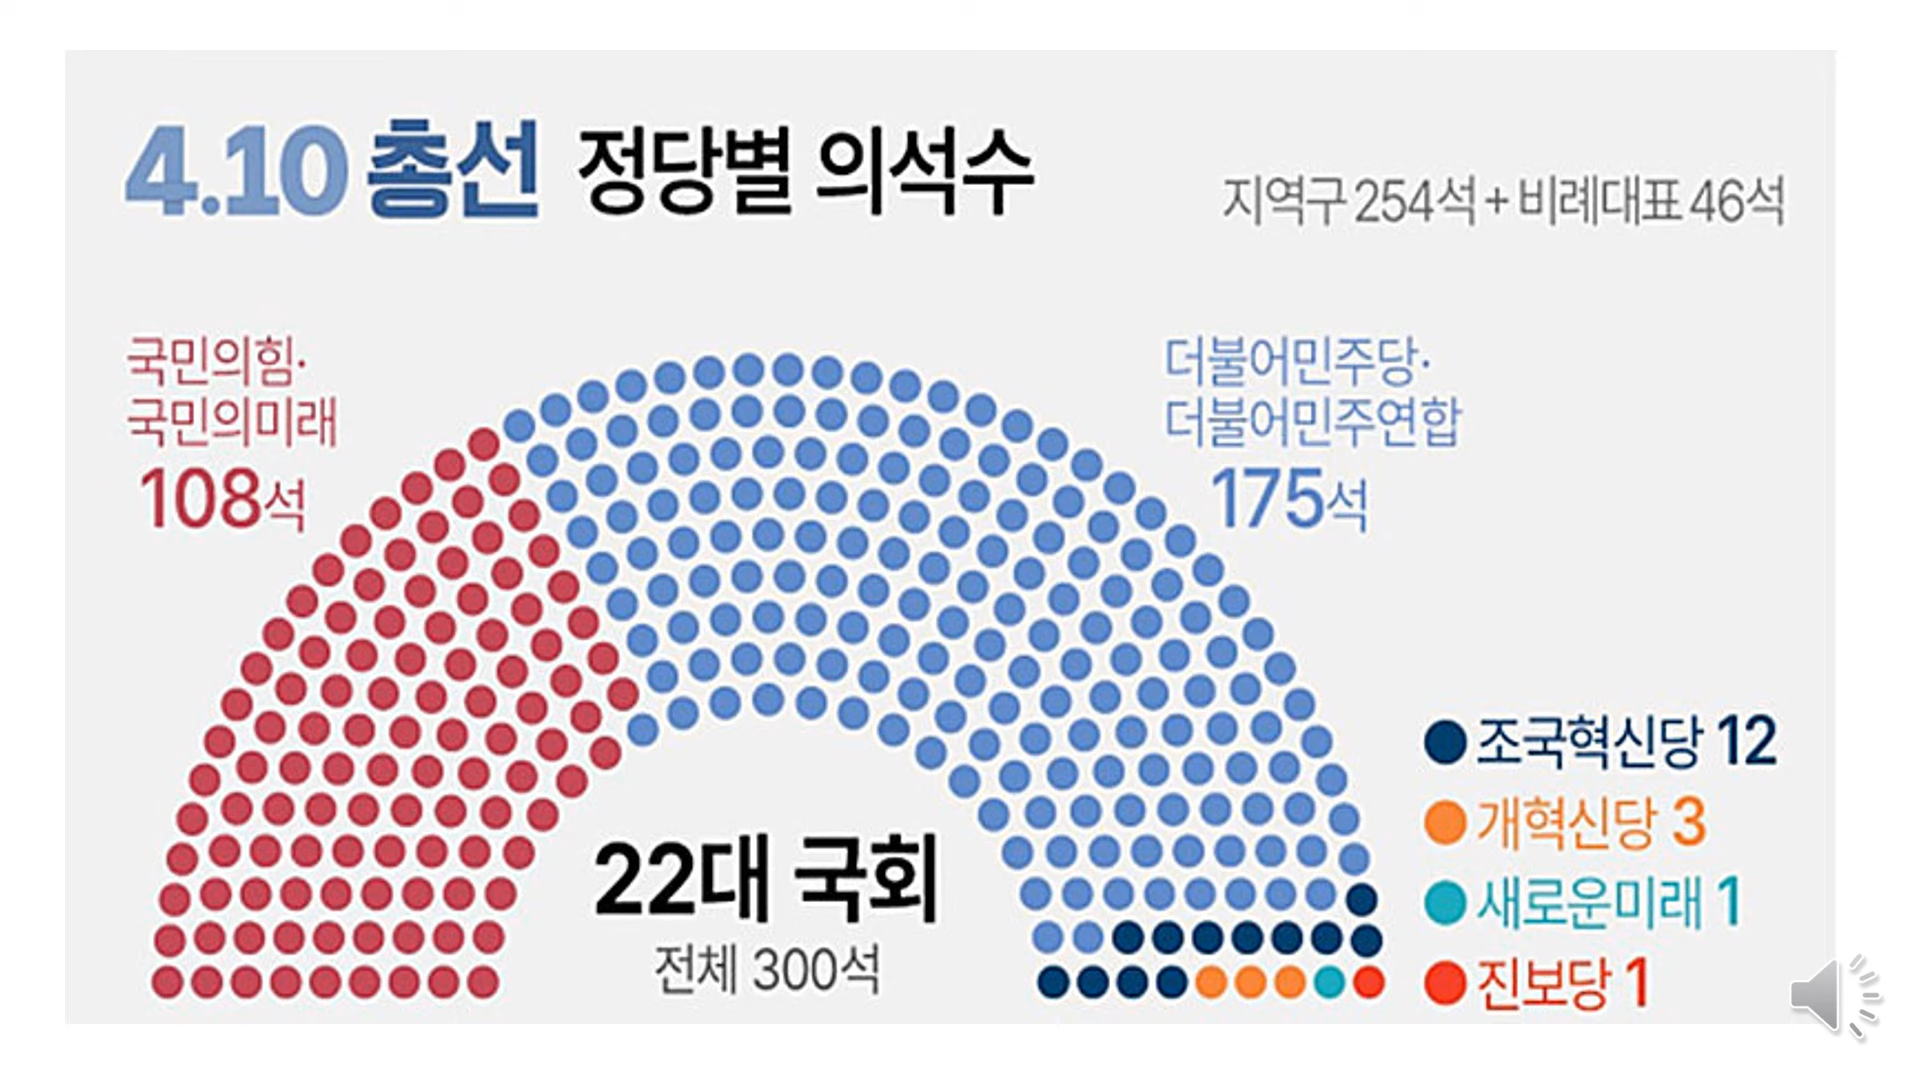 4.10 총선 정당별 의석수
지역구 254석 + 비례대표 46석
국민의힘·
국민의미래
108석
더불어민주당·
더불어민주연합
175석
조국혁신당 12
개혁신당 3
새로운미래 1
진보당 1
22대 국회
전체 300석